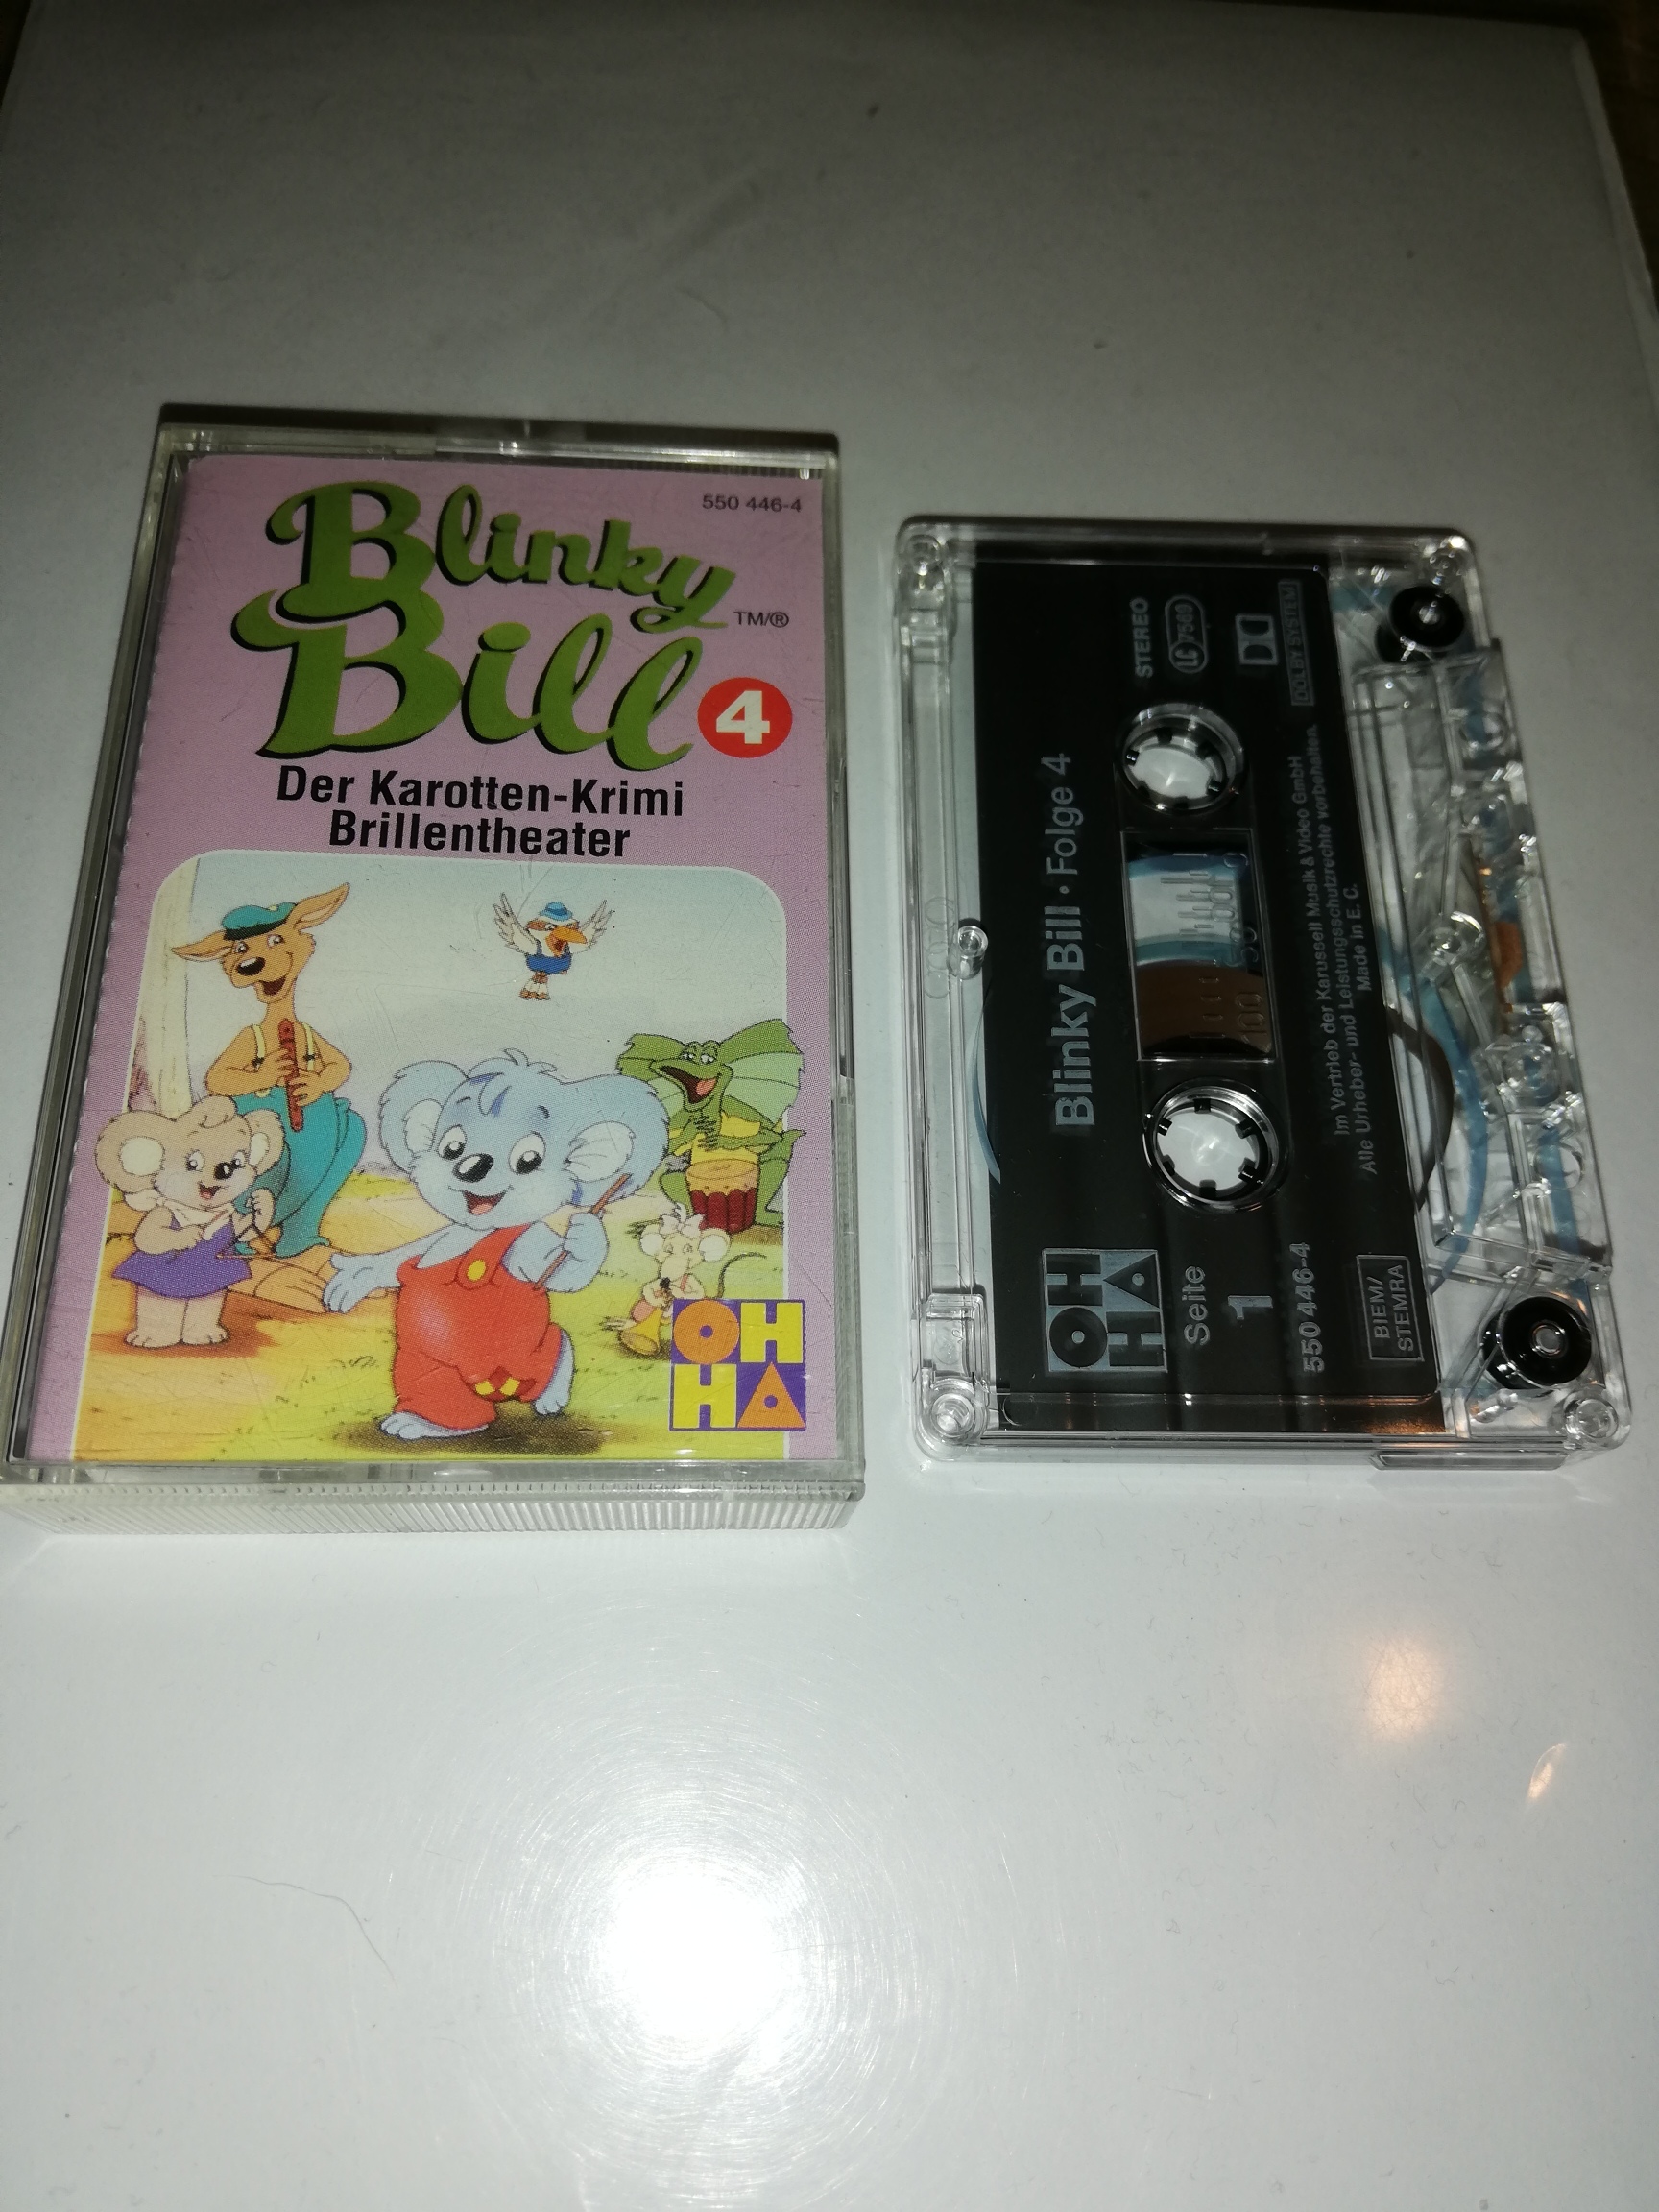 550 446-4
Blinky
Bill
TM/®
4
Der Karotten-Krimi
Brillentheater
OH
HA
Blinky Bill · Folge 4
STEREO
LC 7569
DOLBY SYSTEM
OH
HA
Seite
1
550 446-4
BIEM/
STEMRA
50
100
Im Vertrieb der Karussell Musik & Video GmbH
Alle Urheber- und Leistungsschutzrechte vorbehalten.
Made in E. C.